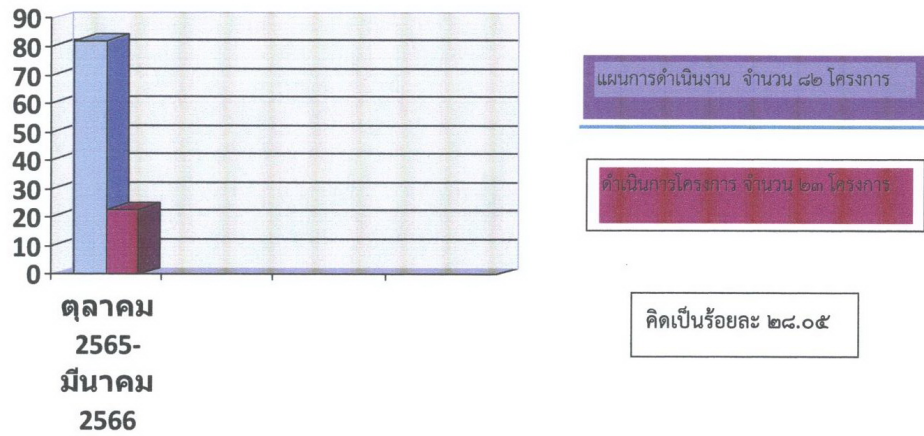 90
80
70
60
50
40
30
20
10
0
ตุลาคม
2565-
มีนาคม
2566
แผนการดำเนินงาน จำนวน ๘๒ โครงการ
ดำเนินการโครงการ จำนวน ๒๓ โครงการ
คิดเป็นร้อยละ ๒๘.๐๕